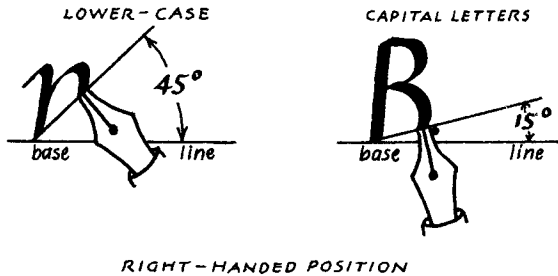 LOWER-CASE
CAPITAL LETTERS
n
45°
base line
B
15°
base line
RIGHT-HANDED POSITION